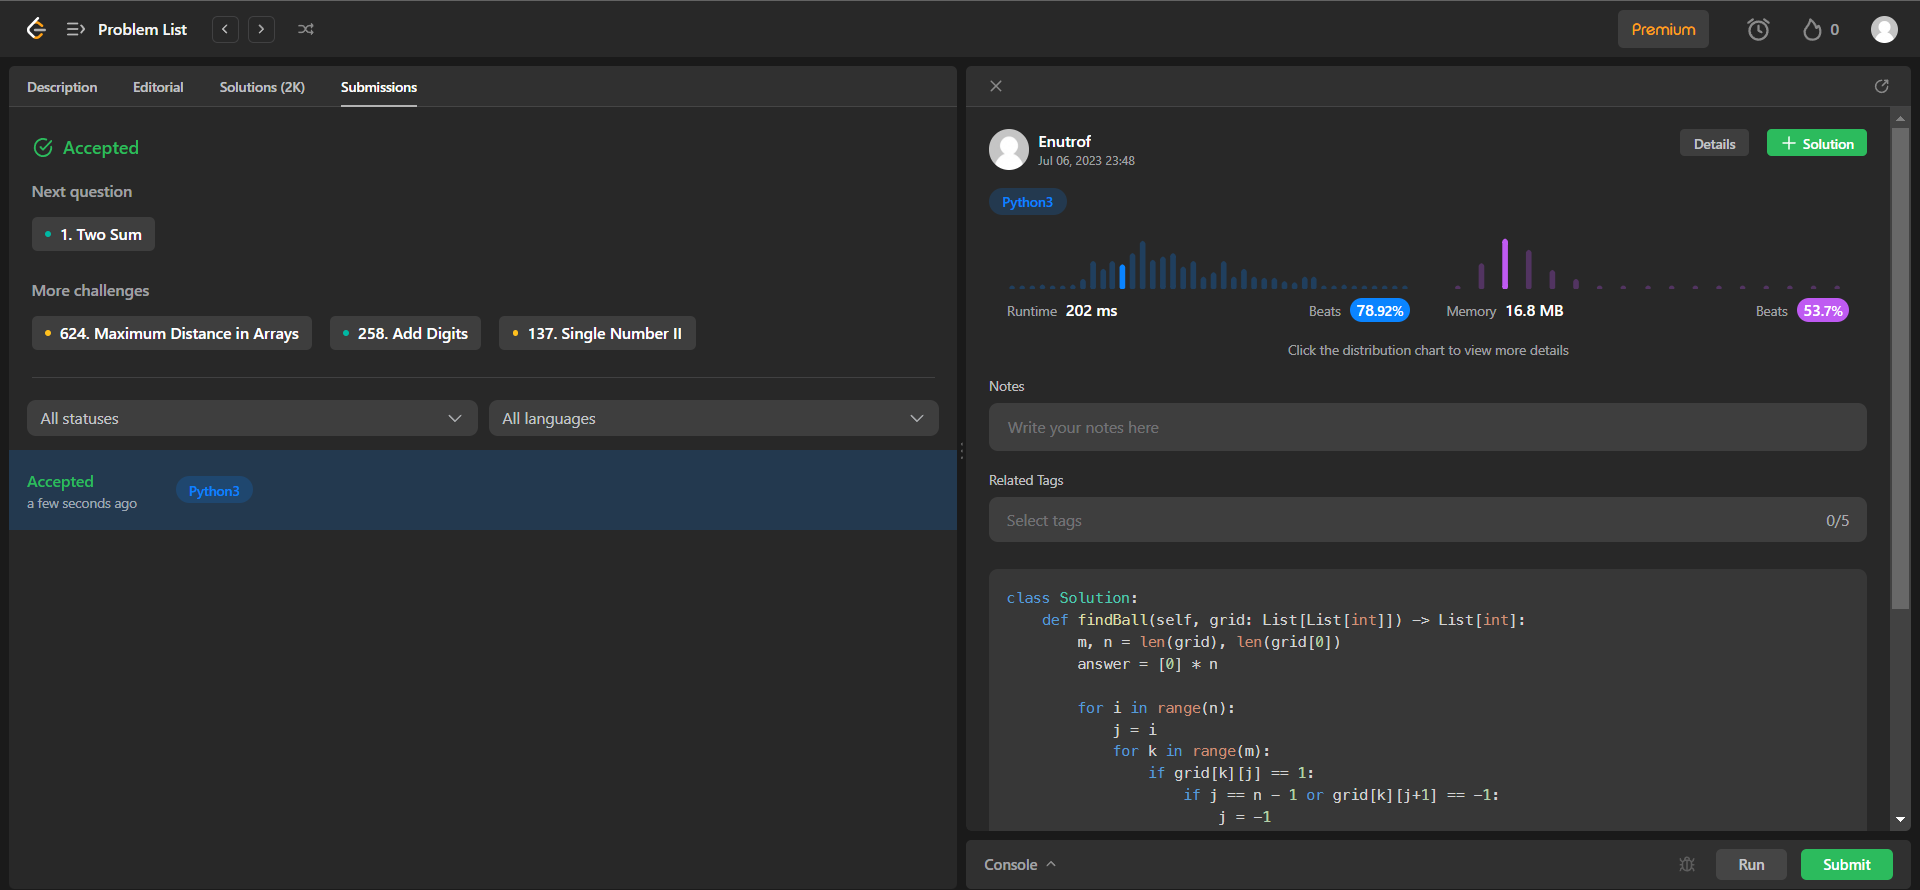 Problem List
Premium
0
Description Editorial Solutions (2K) Submissions
Accepted
Next question
1. Two Sum
More challenges
624. Maximum Distance in Arrays 258. Add Digits 137. Single Number II
All statuses All languages
Accepted
Python3
a few seconds ago
Enutrof
Jul 06, 2023 23:48
Details
Solution
Python3
Runtime 202 ms Beats 78.92% Memory 16.8 MB Beats 53.7%
Click the distribution chart to view more details
Notes
Write your notes here
Related Tags
Select tags 0/5
class Solution:
    def findBall(self, grid: List[List[int]]) -> List[int]:
        m, n = len(grid), len(grid[0])
        answer = [0] * n
        for i in range(n):
            j = i
            for k in range(m):
                if grid[k][j] == 1:
                    if j == n - 1 or grid[k][j+1] == -1:
                        j = -1
Console Run Submit